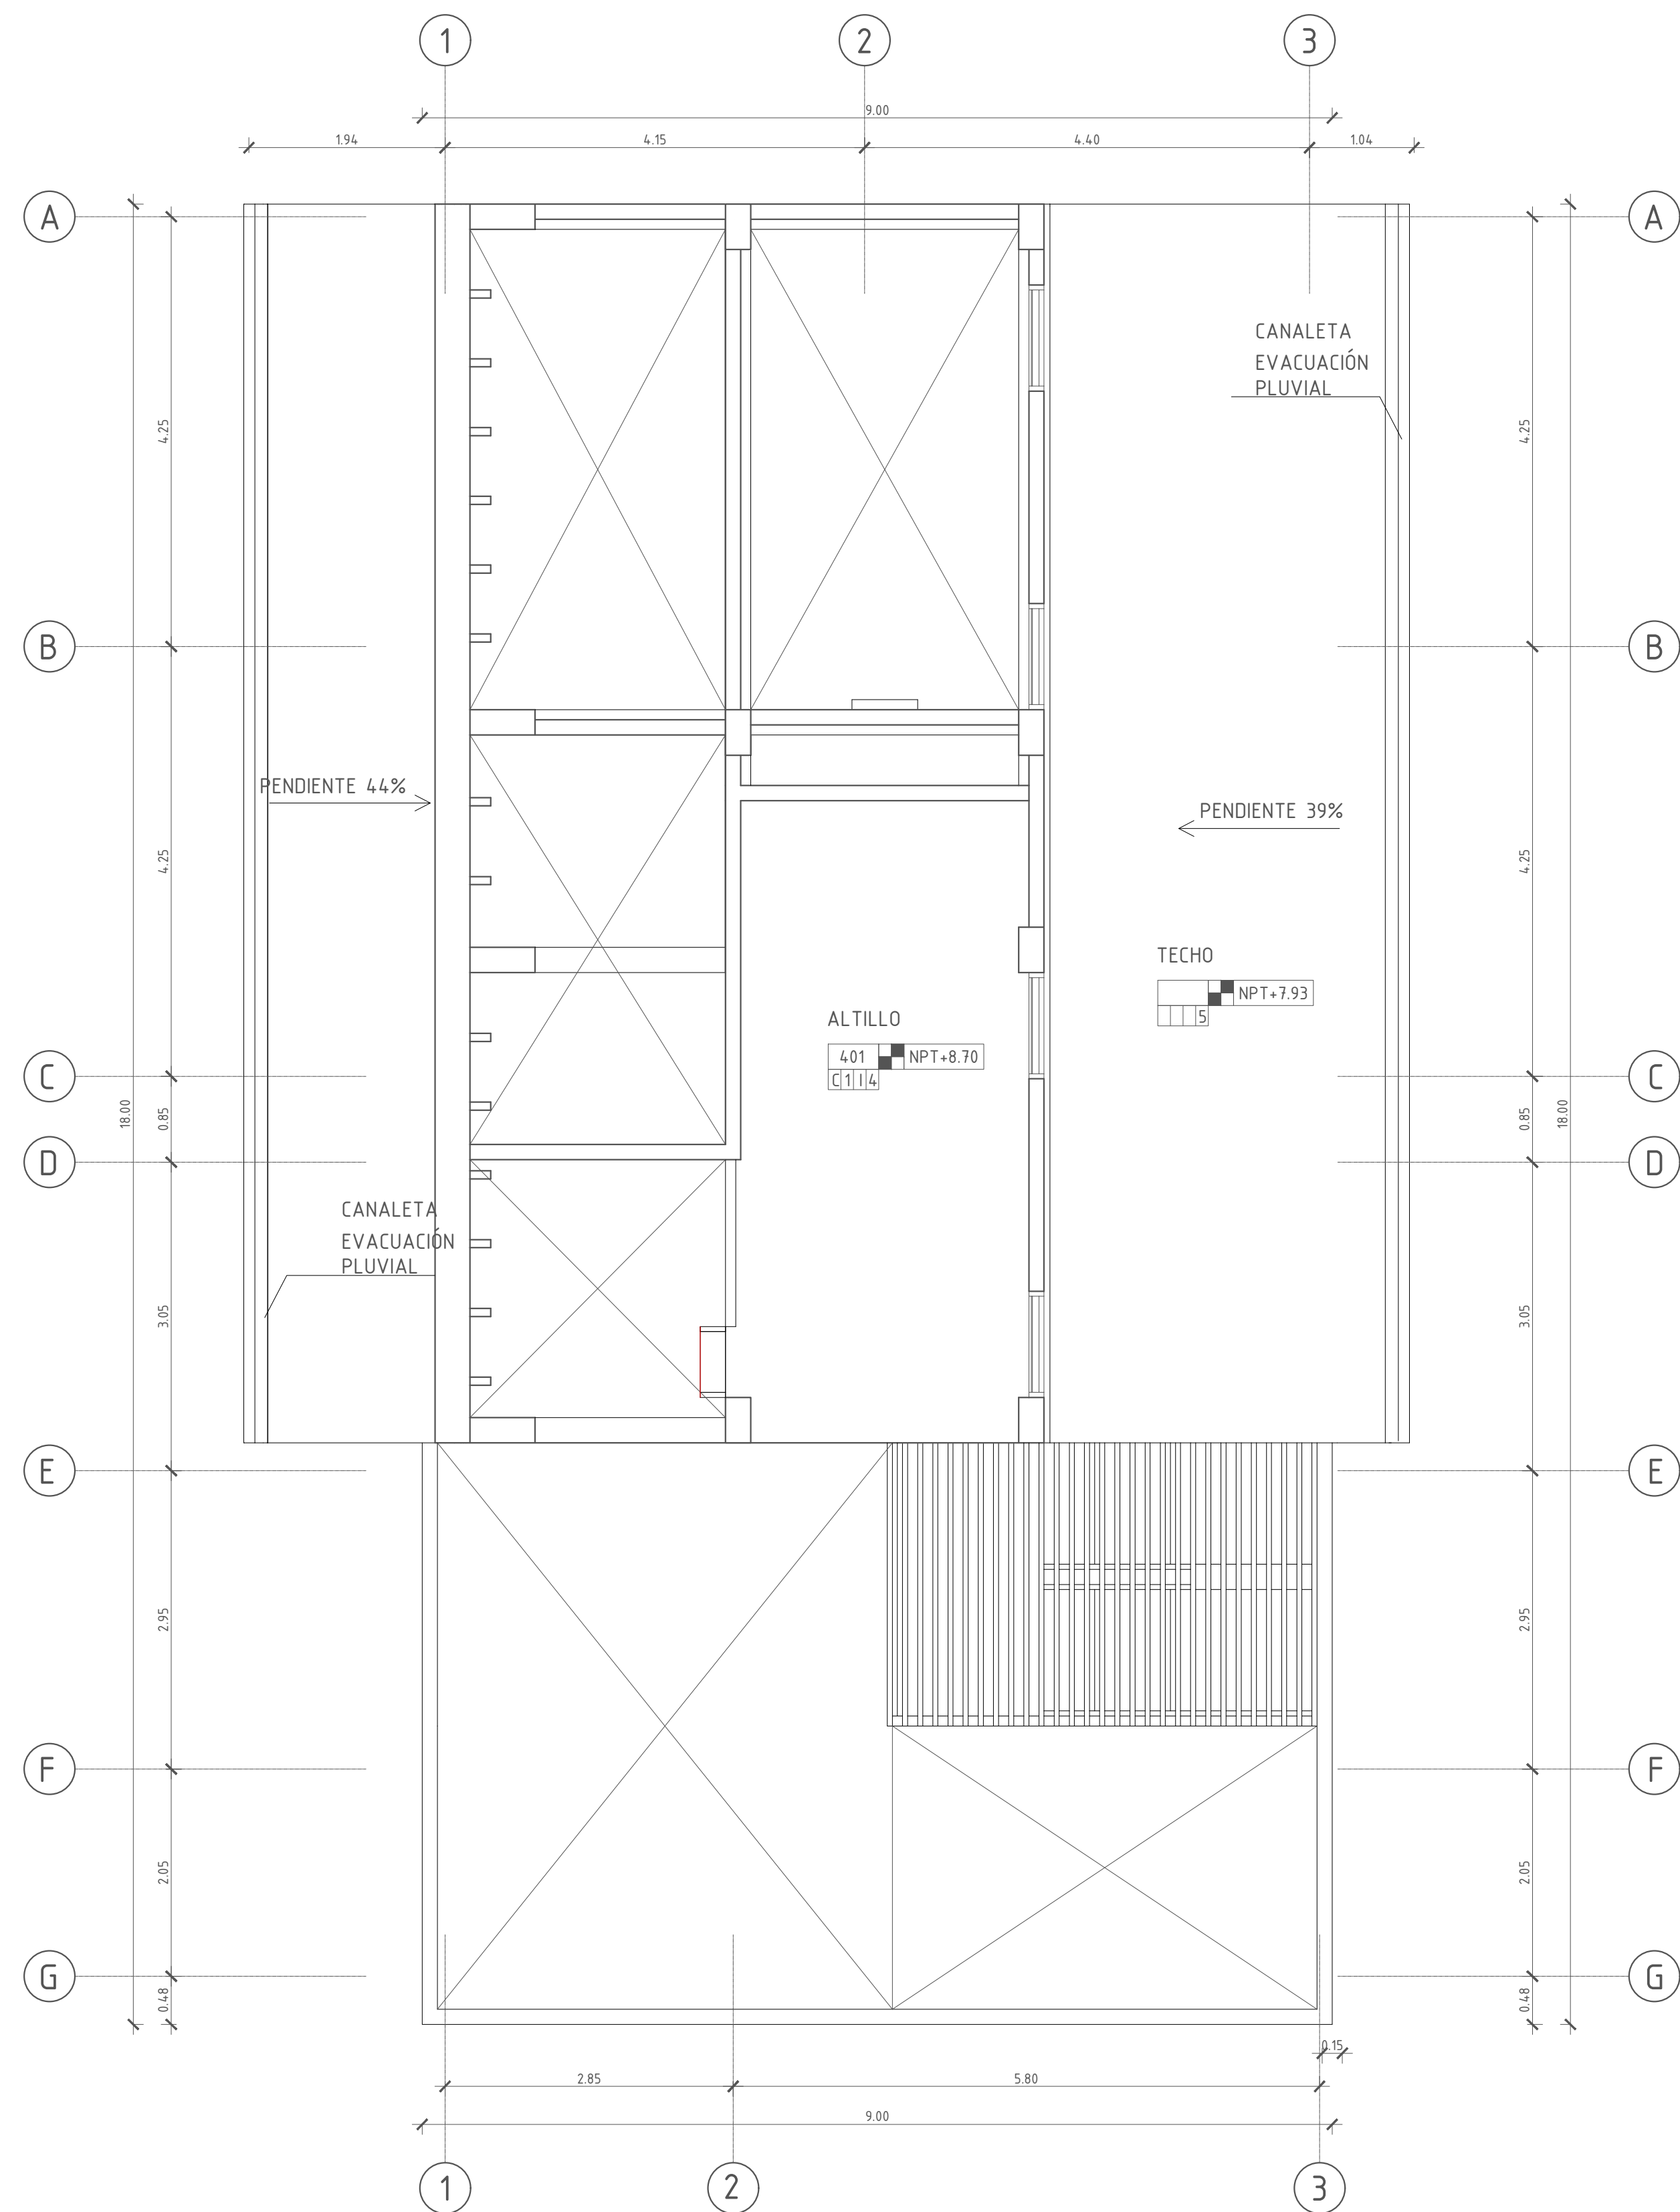 1 2 3
9.00
1.94 4.15 4.40 1.04
A A
CANALETA
EVACUACIÓN
PLUVIAL
4.25 4.25
B B
PENDIENTE 44%
PENDIENTE 39%
4.25 4.25
TECHO
NPT+7.93
5
ALTILLO
401 NPT+8.70
C 1 I 4
C C
18.00 0.85 0.85 18.00
D D
CANALETA
EVACUACIÓN
PLUVIAL
3.05 3.05
E E
2.95 2.95
F F
2.05 2.05
G G
0.48 0.48
0.15
2.85 5.80
9.00
1 2 3